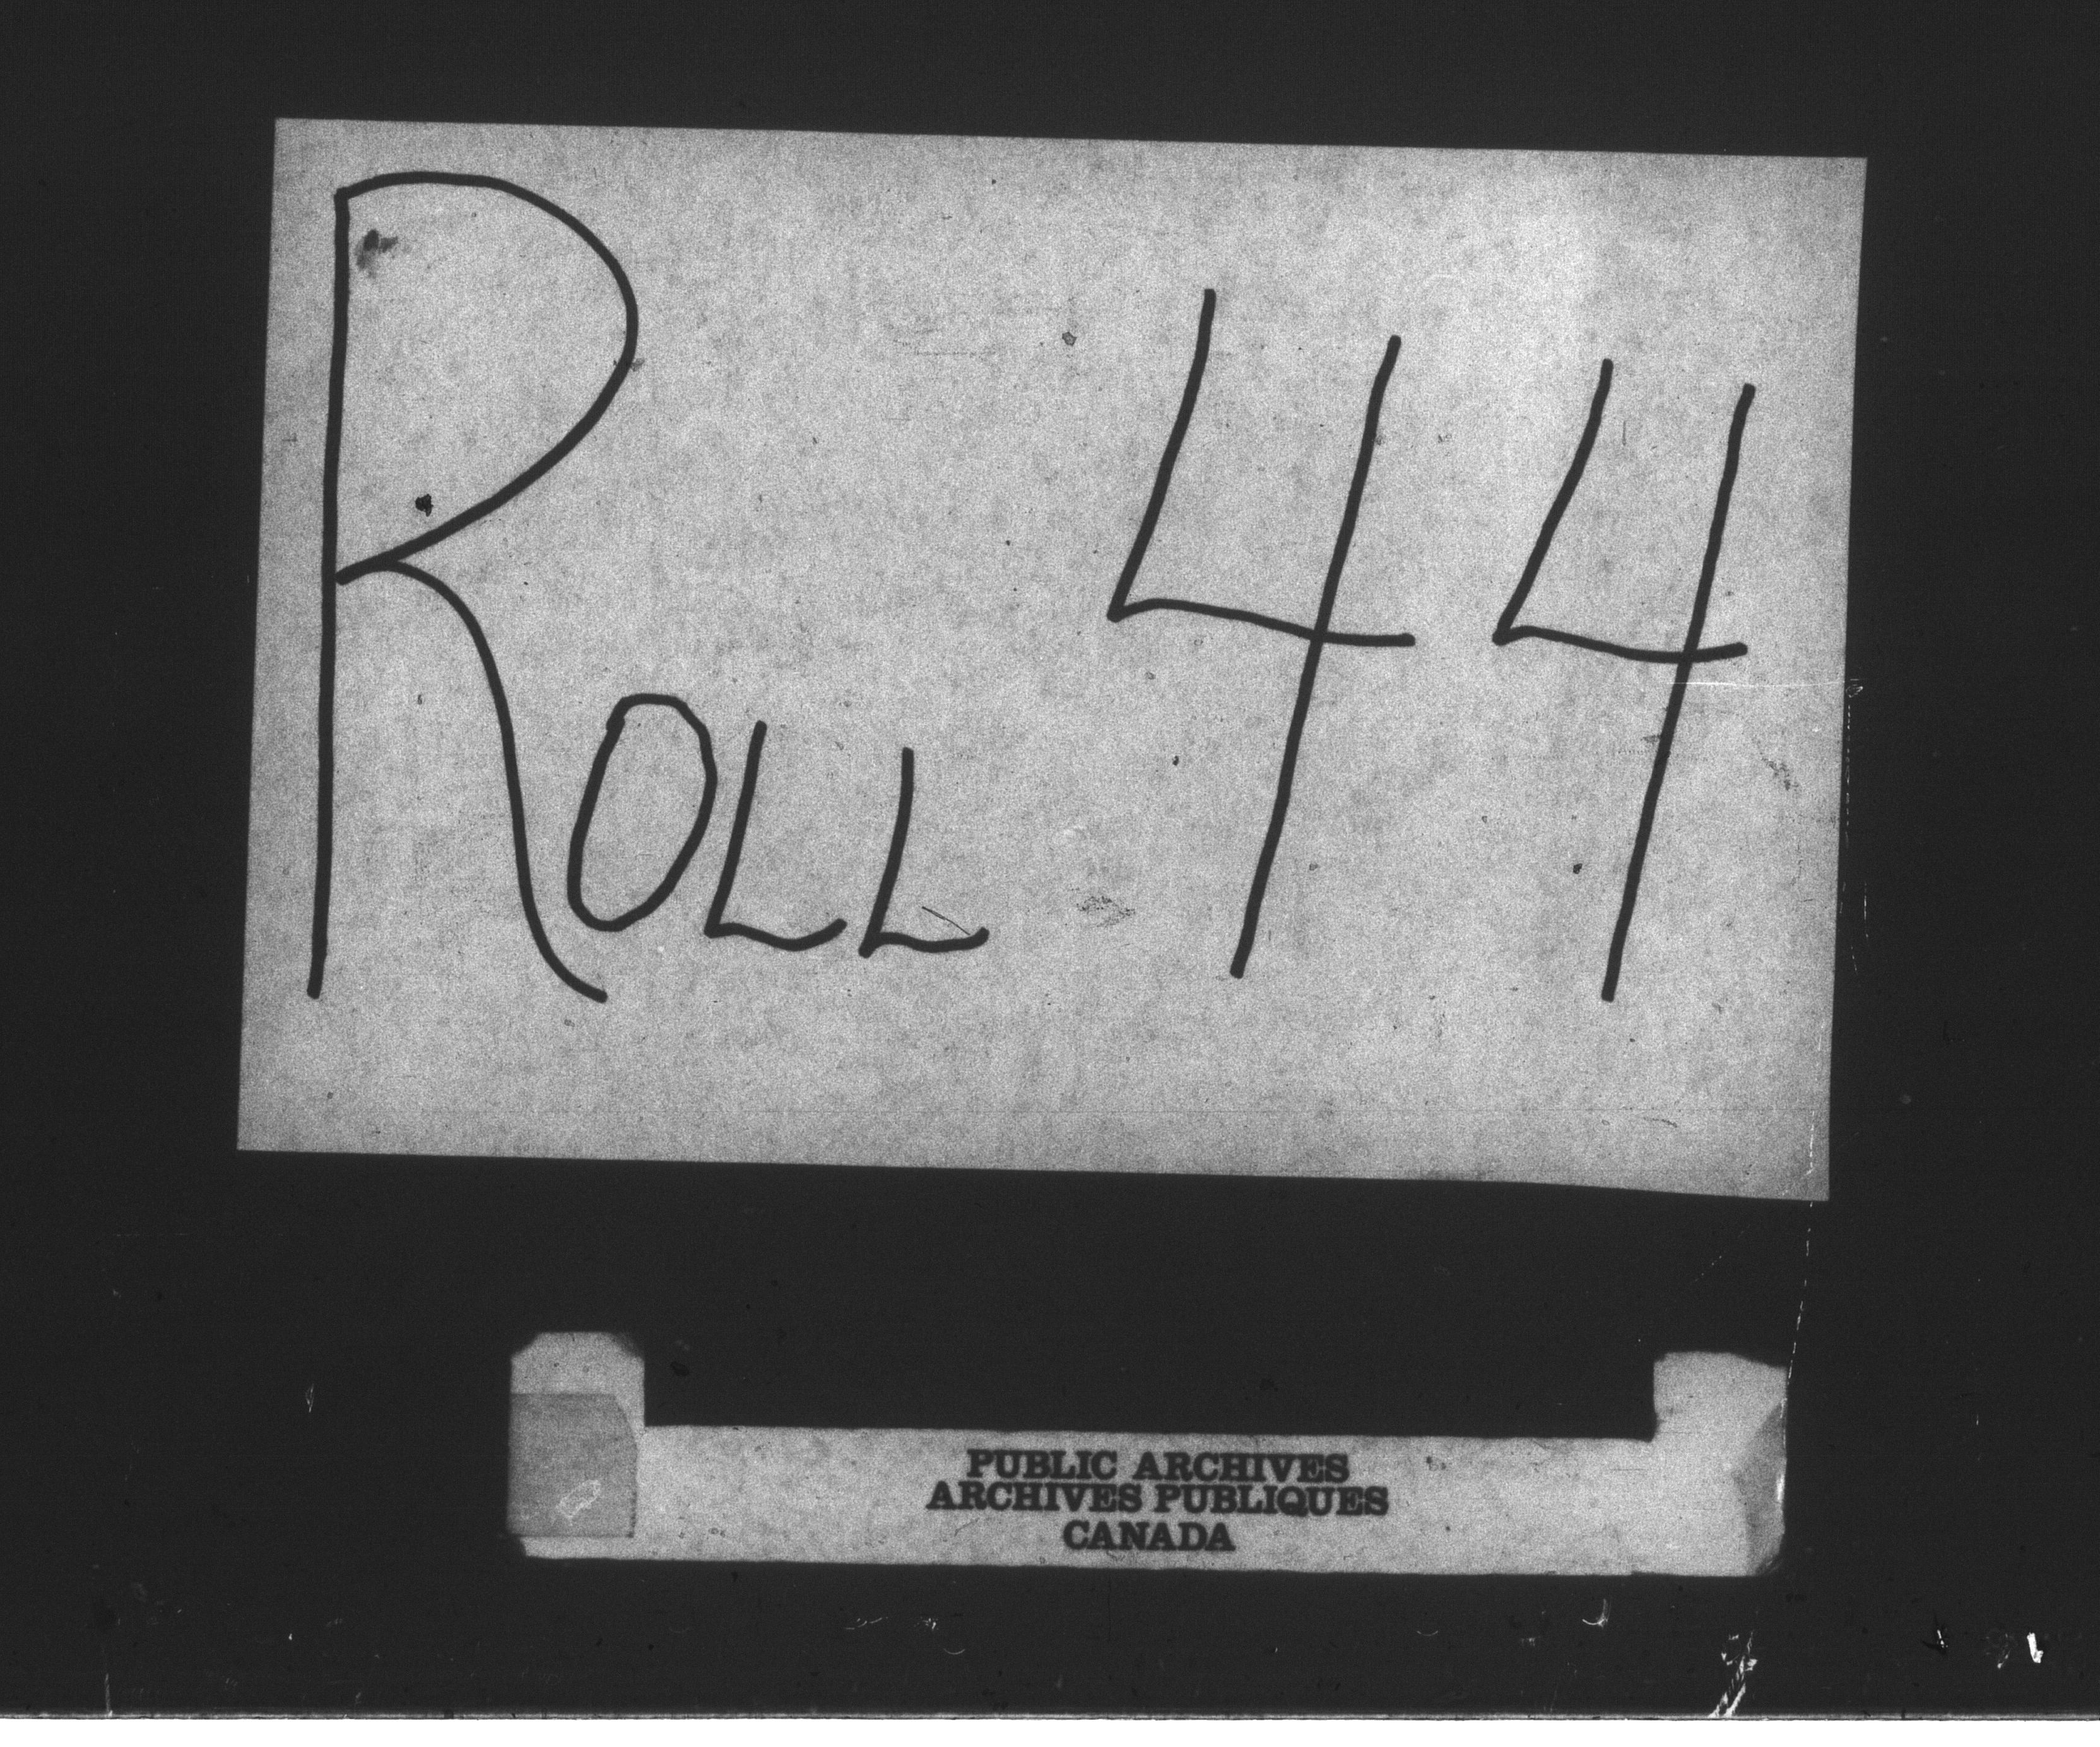 ROLL 44
PUBLIC ARCHIVES
ARCHIVES PUBLIQUES
CANADA